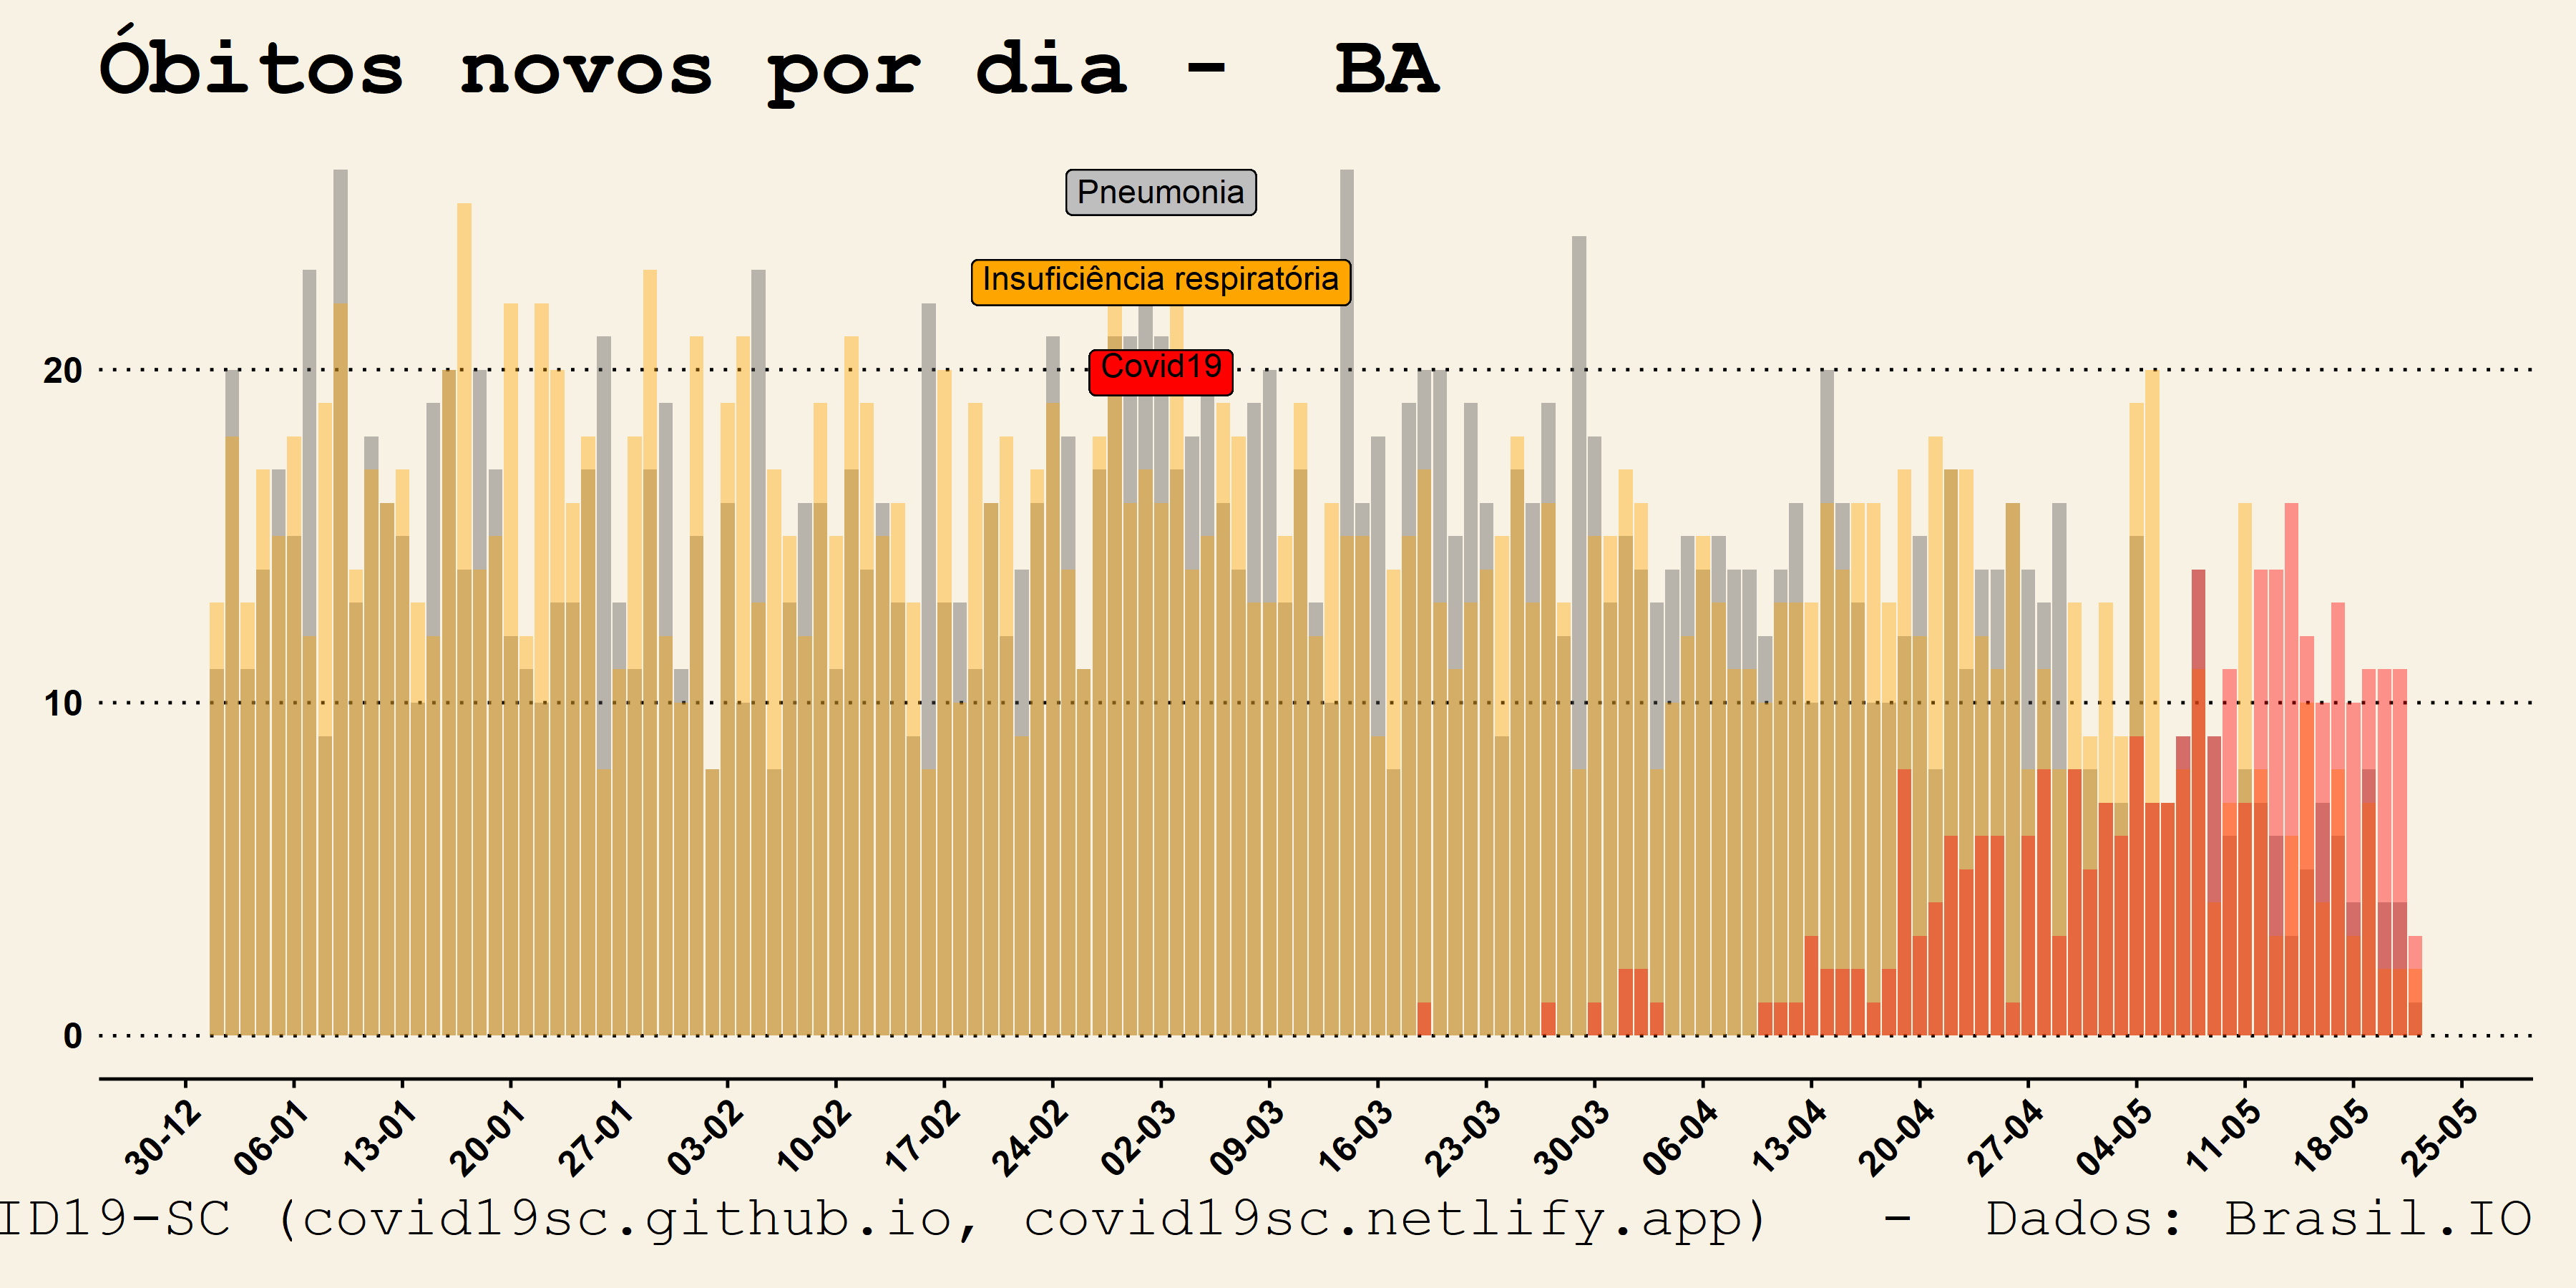 Óbitos novos por dia - BA
Pneumonia
Insuficiência respiratória
Covid19
20
10
0
30-12 06-01 13-01 20-01 27-01 03-02 10-02 17-02 24-02 02-03 09-03 16-03 23-03 30-03 06-04 13-04 20-04 27-04 04-05 11-05 18-05 25-05
ID19-SC (covid19sc.github.io, covid19sc.netlify.app) - Dados: Brasil.IO